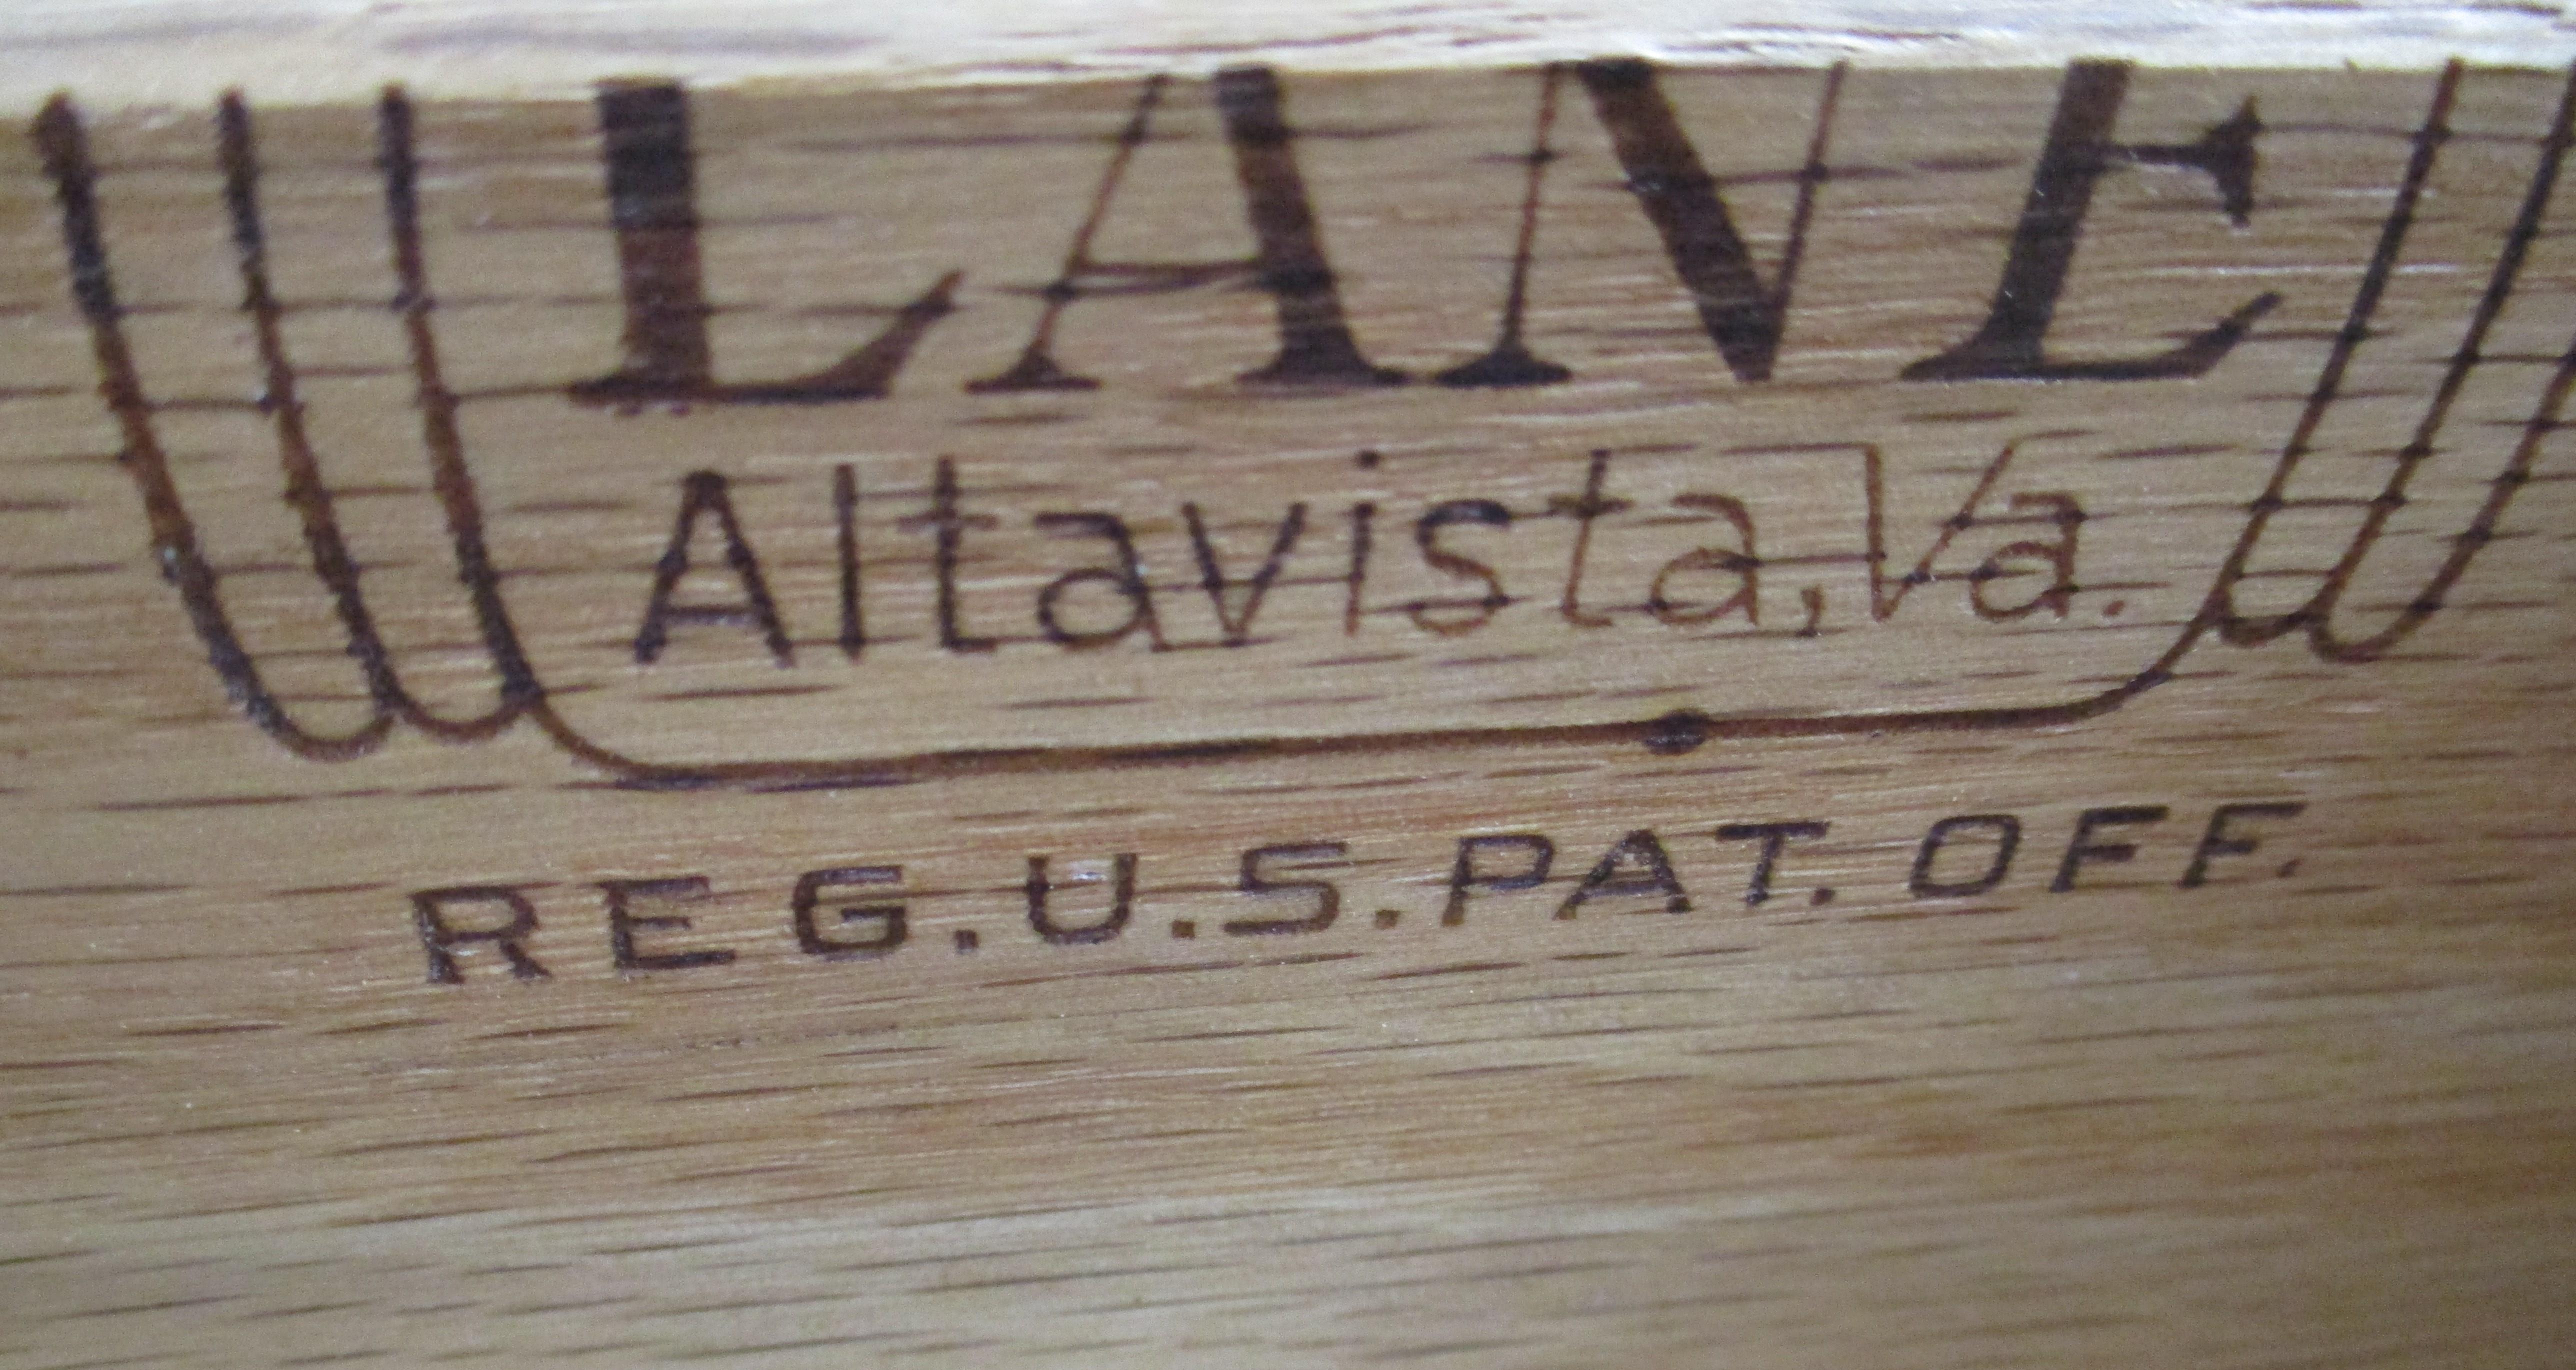 LANE
Altavista, Va.
REG. U.S. PAT. OFF.